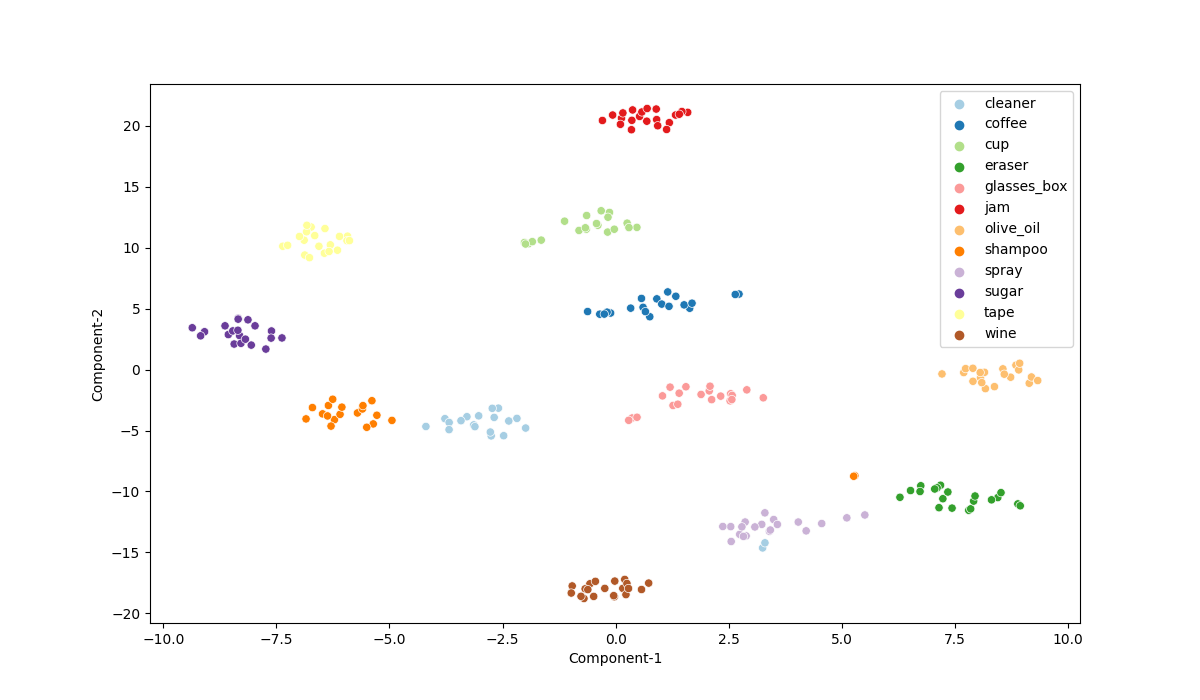 cleaner
coffee
cup
eraser
glasses_box
jam
olive_oil
shampoo
spray
sugar
tape
wine
20
15
10
5
0
−5
−10
−15
−20
Component-2
−10.0 −7.5 −5.0 −2.5 0.0 2.5 5.0 7.5 10.0
Component-1